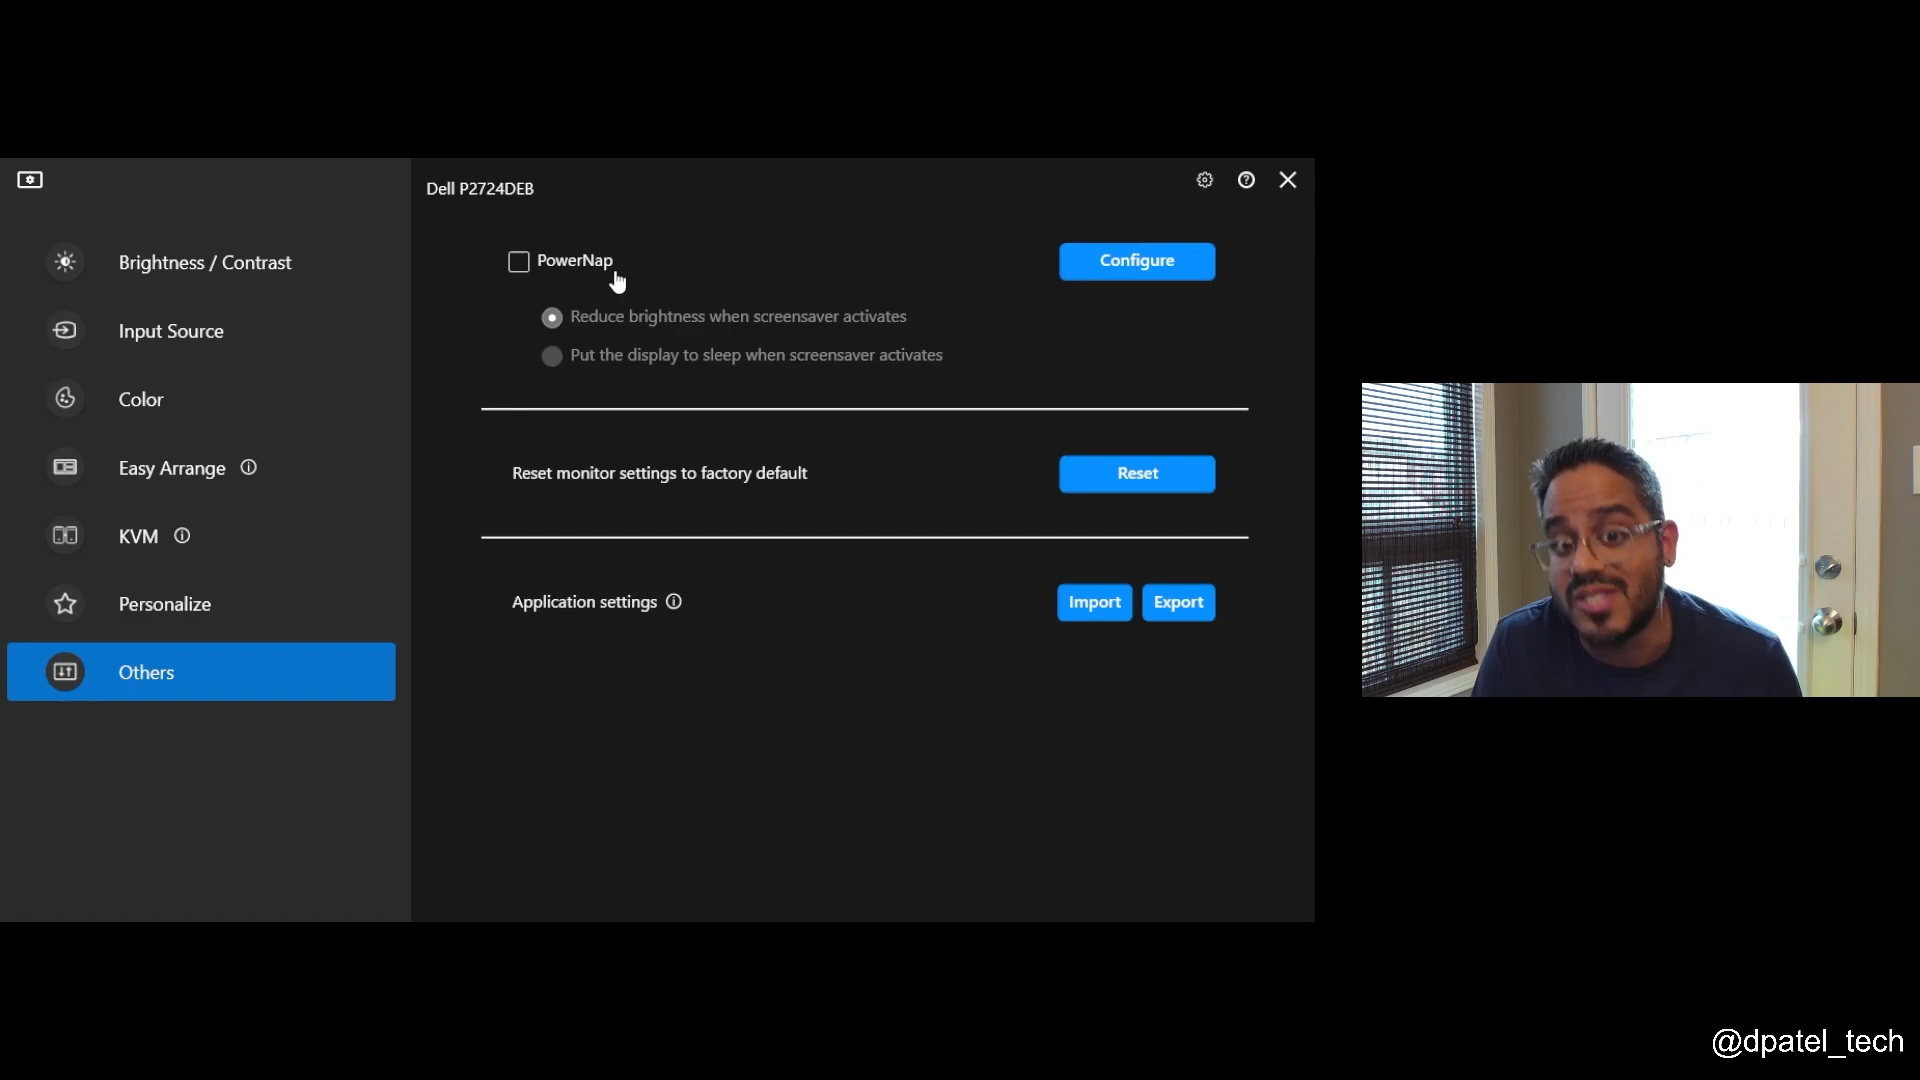 Dell P2724DEB
Brightness / Contrast
Input Source
Color
Easy Arrange
KVM
Personalize
Others
PowerNap
Configure
Reduce brightness when screensaver activates
Put the display to sleep when screensaver activates
Reset monitor settings to factory default
Reset
Application settings
Import
Export
@dpatel_tech